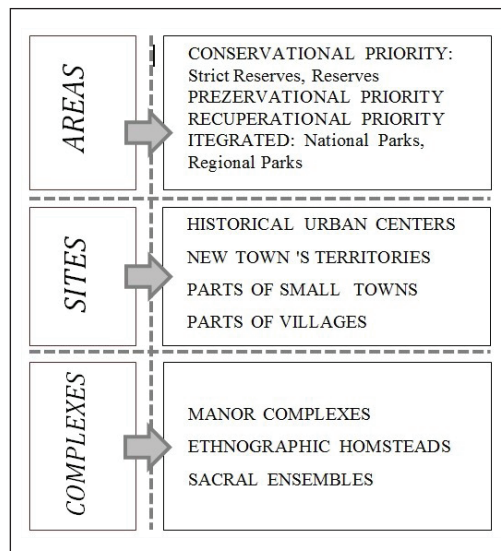 AREAS
CONSERVATIONAL PRIORITY:
Strict Reserves, Reserves
PREZERVATIONAL PRIORITY
RECUPERATIONAL PRIORITY
ITEGRATED: National Parks,
Regional Parks
SITES
HISTORICAL URBAN CENTERS
NEW TOWN 'S TERRITORIES
PARTS OF SMALL TOWNS
PARTS OF VILLAGES
COMPLEXES
MANOR COMPLEXES
ETHNOGRAPHIC HOMSTEADS
SACRAL ENSEMBLES